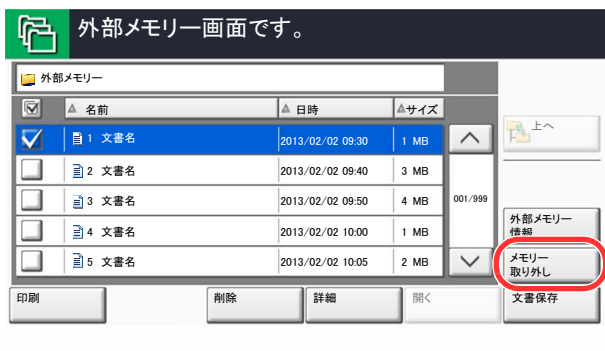 外部メモリー画面です。
外部メモリー
名前 日時 サイズ
1 文書名 2013/02/02 09:30 1 MB
上へ
2 文書名 2013/02/02 09:40 3 MB
3 文書名 2013/02/02 09:50 4 MB
001/999
外部メモリー
情報
4 文書名 2013/02/02 10:00 1 MB
5 文書名 2013/02/02 10:05 2 MB
メモリー
取り外し
印刷 削除 詳細 開く 文書保存